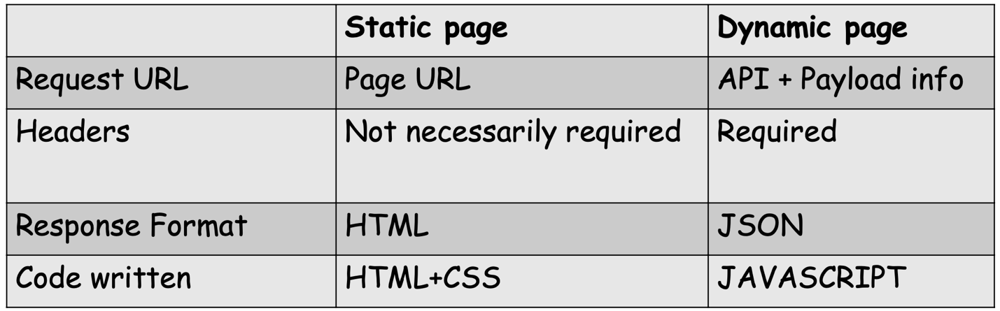 Static page Dynamic page
Request URL Page URL API + Payload info
Headers Not necessarily required Required
Response Format HTML JSON
Code written HTML+CSS JAVASCRIPT